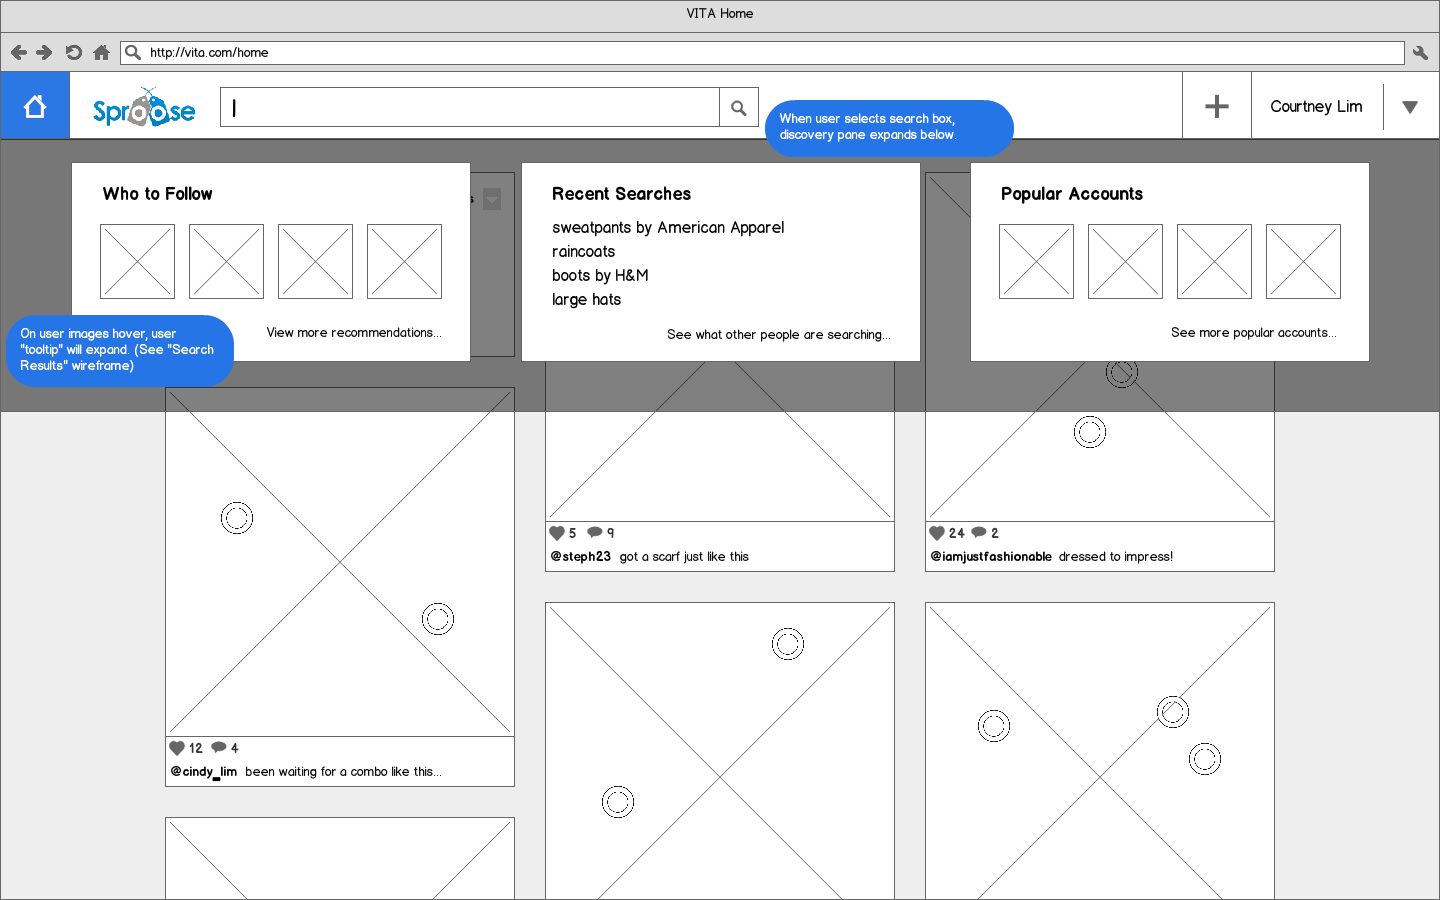 VITA Home
http://vita.com/home
Sproose
When user selects search box,
discovery pane expands below.
Courtney Lim
Who to Follow
View more recommendations...
On user images hover, user
"tooltip" will expand. (See "Search
Results" wireframe)
Recent Searches
sweatpants by American Apparel
raincoats
boots by H&M
large hats
See what other people are searching...
Popular Accounts
See more popular accounts...
5 9
@steph23 got a scarf just like this
24 2
@iamjustfashionable dressed to impress!
12 4
@cindy_lim been waiting for a combo like this...